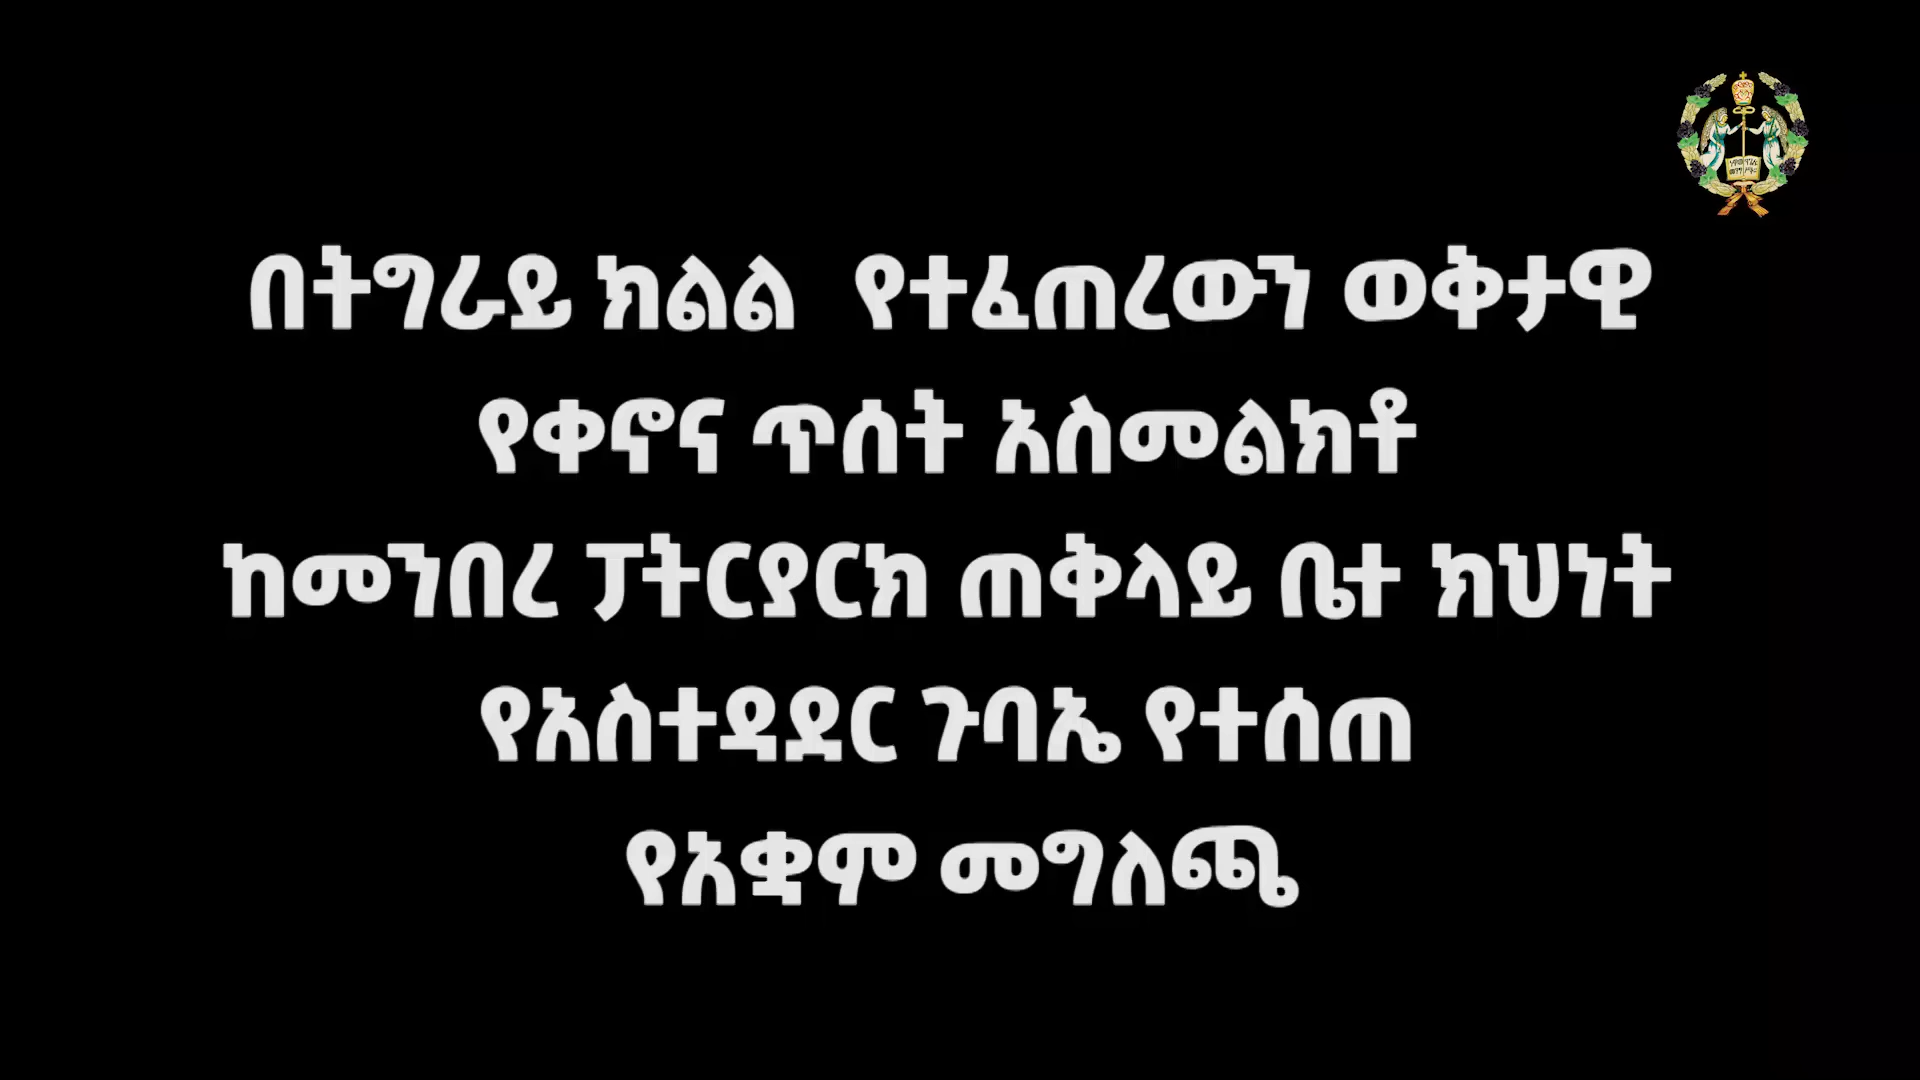 በትግራይ ክልል የተፈጠረውን ወቅታዊ
የቀኖና ጥሰት አስመልክቶ
ከመንበረ ፓትርያርክ ጠቅላይ ቤተ ክህነት
የአስተዳደር ጉባኤ የተሰጠ
የአቋም መግለጫ